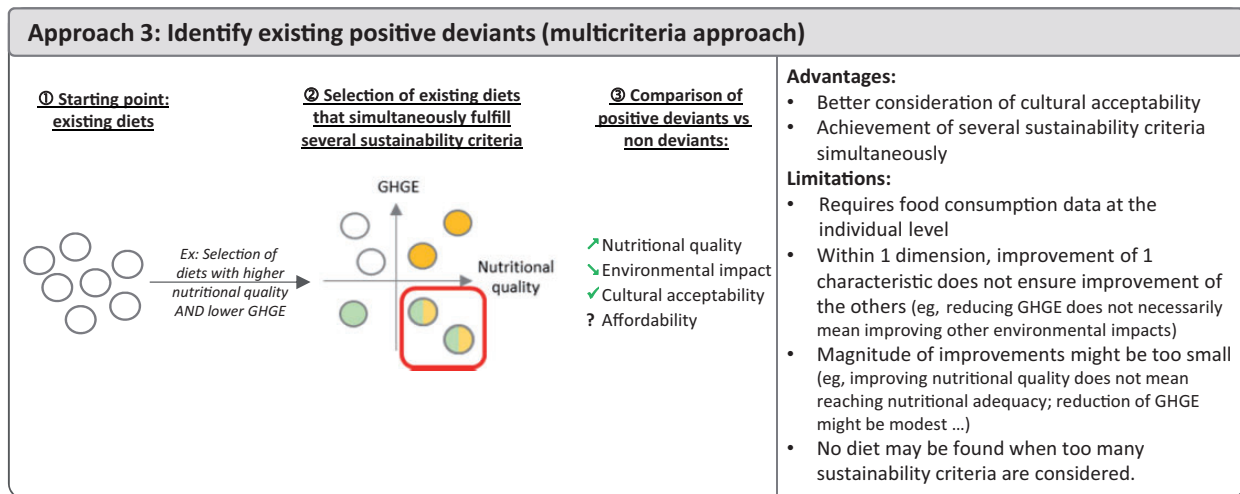 Approach 3: Identify existing positive deviants (multicriteria approach)
① Starting point:
existing diets
② Selection of existing diets
that simultaneously fulfill
several sustainability criteria
③ Comparison of
positive deviants vs
non deviants:
Ex: Selection of
diets with higher
nutritional quality
AND lower GHGE
GHGE
Nutritional
quality
↗ Nutritional quality
↘ Environmental impact
✓ Cultural acceptability
? Affordability
Advantages:
• Better consideration of cultural acceptability
• Achievement of several sustainability criteria
simultaneously
Limitations:
• Requires food consumption data at the
individual level
• Within 1 dimension, improvement of 1
characteristic does not ensure improvement of
the others (eg, reducing GHGE does not necessarily
mean improving other environmental impacts)
• Magnitude of improvements might be too small
(eg, improving nutritional quality does not mean
reaching nutritional adequacy; reduction of GHGE
might be modest ...)
• No diet may be found when too many
sustainability criteria are considered.